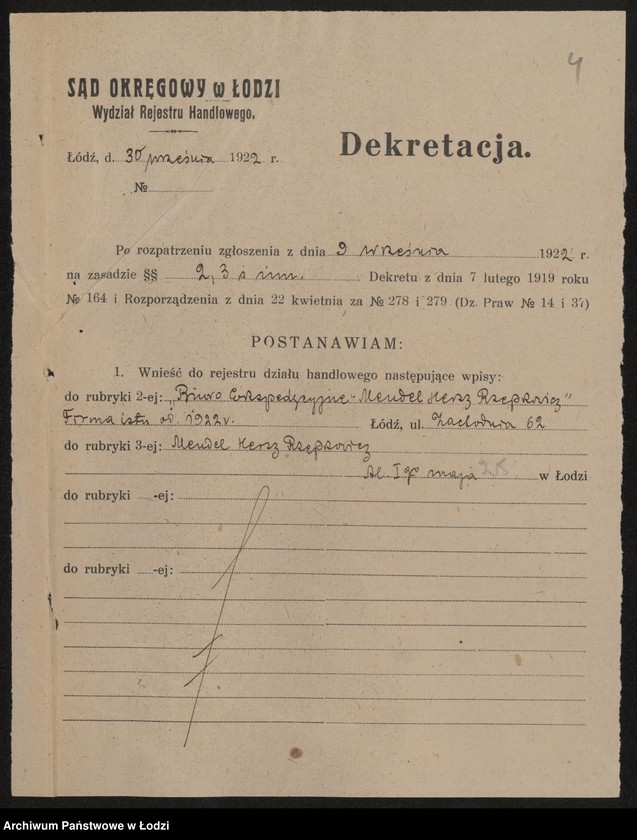 4
SĄD OKRĘGOWY w ŁODZI
Wydział Rejestru Handlowego.
Dekretacja.
Łódź, d. 30 września 1922 r.
№
Po rozpatrzeniu zgłoszenia z dnia 9 września 1922 r.
na zasadzie §§ 2, 3 i inn. Dekretu z dnia 7 lutego 1919 roku
№ 164 i Rozporządzenia z dnia 22 kwietnia za № 278 i 279 (Dz. Praw № 14 i 37)
POSTANAWIAM:
1. Wnieść do rejestru działu handlowego następujące wpisy:
do rubryki 2-ej: „Biuro Ekspedycyjne - Mendel Hersz Rzepkowicz"
Firma istn. od 1922 r. Łódź, ul. Zachodnia 62
do rubryki 3-ej: Mendel Hersz Rzepkowicz
Al. I go maja 25 w Łodzi
do rubryki -ej:
do rubryki -ej:
Archiwum Państwowe w Łodzi